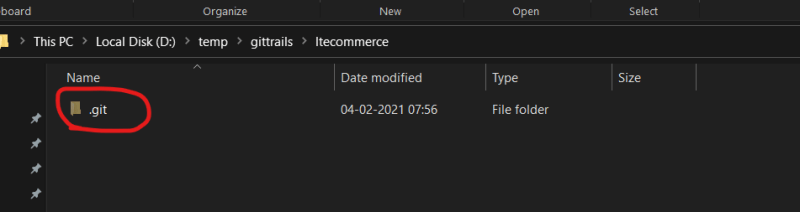 board Organize New Open Select
This PC > Local Disk (D:) > temp > gittrails > ltecommerce
Name Date modified Type Size
.git 04-02-2021 07:56 File folder